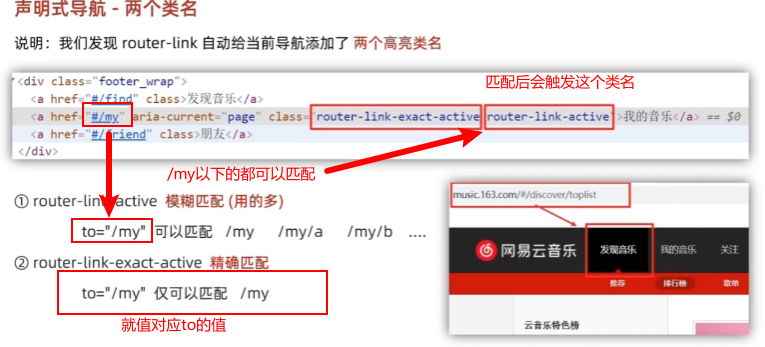 声明式导航 - 两个类名
说明：我们发现 router-link 自动给当前导航添加了 两个高亮类名
匹配后会触发这个类名
<div class="footer_wrap">
<a href="#/find" class>发现音乐</a>
<a href="#/my" aria-current="page" class="router-link-exact-active router-link-active">我的音乐</a> == $0
<a href="#/friend" class>朋友</a>
</div>
/my以下的都可以匹配
① router-link-active 模糊匹配 (用的多)
to="/my" 可以匹配 /my /my/a /my/b ....
② router-link-exact-active 精确匹配
to="/my" 仅可以匹配 /my
就值对应to的值
music.163.com/#/discover/toplist
网易云音乐 发现音乐 我的音乐 关注
推荐 排行榜 歌单
云音乐特色榜